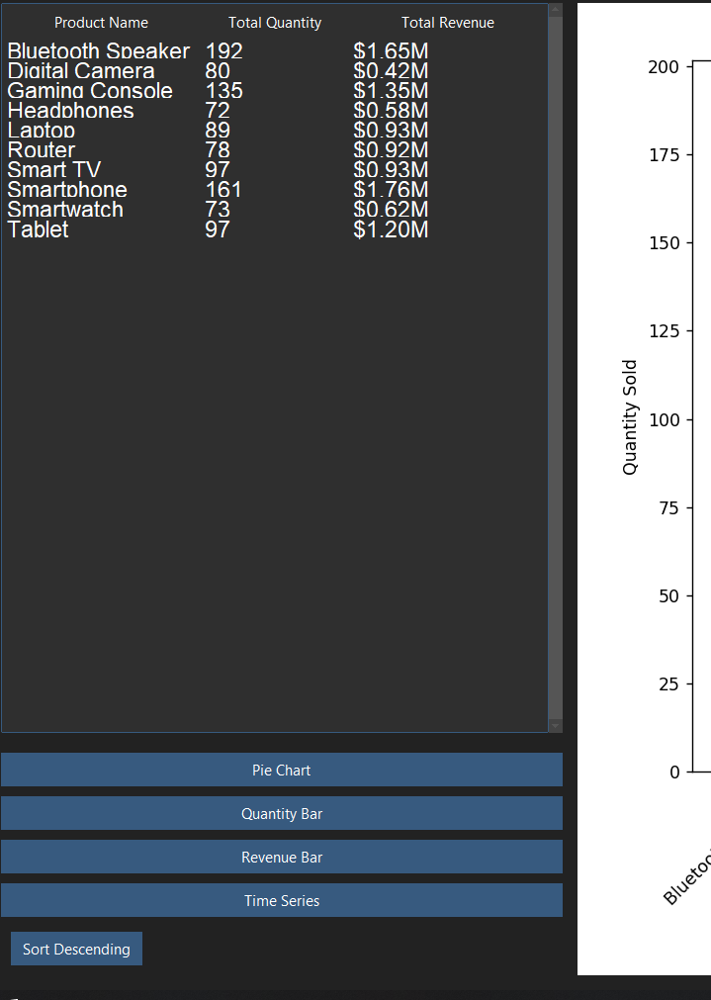 Product Name Total Quantity Total Revenue
Bluetooth Speaker 192 $1.65M
Digital Camera 80 $0.42M
Gaming Console 135 $1.35M
Headphones 72 $0.58M
Laptop 89 $0.93M
Router 78 $0.92M
Smart TV 97 $0.93M
Smartphone 161 $1.76M
Smartwatch 73 $0.62M
Tablet 97 $1.20M
Pie Chart
Quantity Bar
Revenue Bar
Time Series
Sort Descending
Quantity Sold
200
175
150
125
100
75
50
25
0
Bluetoo